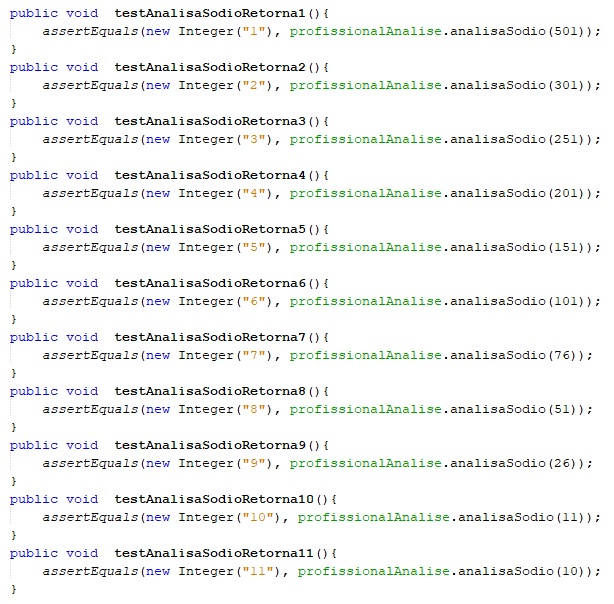 public void  testAnalisaSodioRetorna1(){
    assertEquals(new Integer("1"), profissionalAnalise.analisaSodio(501));
}
public void  testAnalisaSodioRetorna2(){
    assertEquals(new Integer("2"), profissionalAnalise.analisaSodio(301));
}
public void  testAnalisaSodioRetorna3(){
    assertEquals(new Integer("3"), profissionalAnalise.analisaSodio(251));
}
public void  testAnalisaSodioRetorna4(){
    assertEquals(new Integer("4"), profissionalAnalise.analisaSodio(201));
}
public void  testAnalisaSodioRetorna5(){
    assertEquals(new Integer("5"), profissionalAnalise.analisaSodio(151));
}
public void  testAnalisaSodioRetorna6(){
    assertEquals(new Integer("6"), profissionalAnalise.analisaSodio(101));
}
public void  testAnalisaSodioRetorna7(){
    assertEquals(new Integer("7"), profissionalAnalise.analisaSodio(76));
}
public void  testAnalisaSodioRetorna8(){
    assertEquals(new Integer("8"), profissionalAnalise.analisaSodio(51));
}
public void  testAnalisaSodioRetorna9(){
    assertEquals(new Integer("9"), profissionalAnalise.analisaSodio(26));
}
public void  testAnalisaSodioRetorna10(){
    assertEquals(new Integer("10"), profissionalAnalise.analisaSodio(11));
}
public void  testAnalisaSodioRetorna11(){
    assertEquals(new Integer("11"), profissionalAnalise.analisaSodio(10));
}